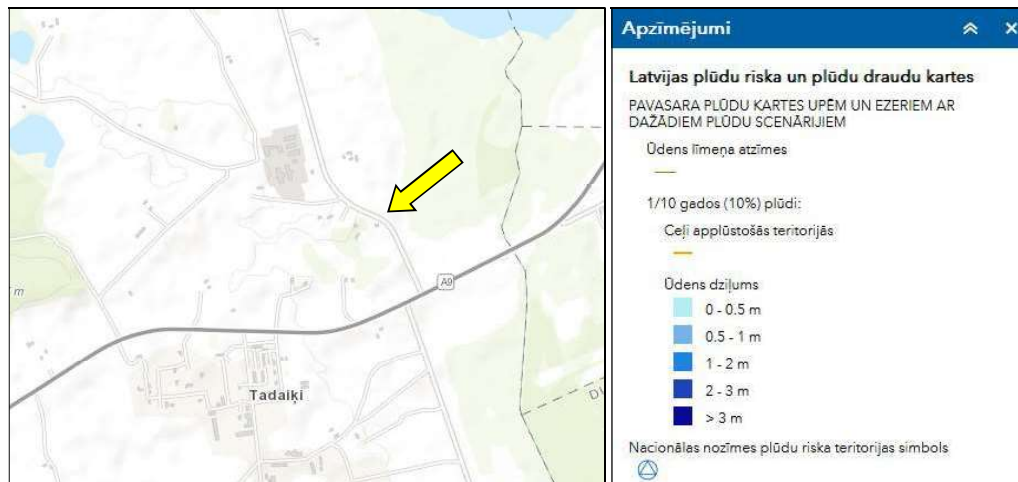 A9
m
Tadaiķi
Apzīmējumi
Latvijas plūdu riska un plūdu draudu kartes
PAVASARA PLŪDU KARTES UPĒM UN EZERIEM AR
DAŽĀDIEM PLŪDU SCENĀRIJIEM
Ūdens līmeņa atzīmes
1/10 gados (10%) plūdi:
Ceļi applūstošās teritorijās
Ūdens dziļums
0 - 0.5 m
0.5 - 1 m
1 - 2 m
2 - 3 m
> 3 m
Nacionālas nozīmes plūdu riska teritorijas simbols